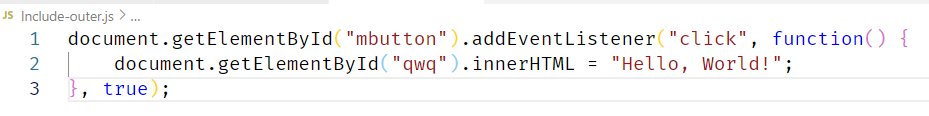 JS Include-outer.js > ...
1 document.getElementById("mbutton").addEventListener("click", function() {
2     document.getElementById("qwq").innerHTML = "Hello, World!";
3 }, true);